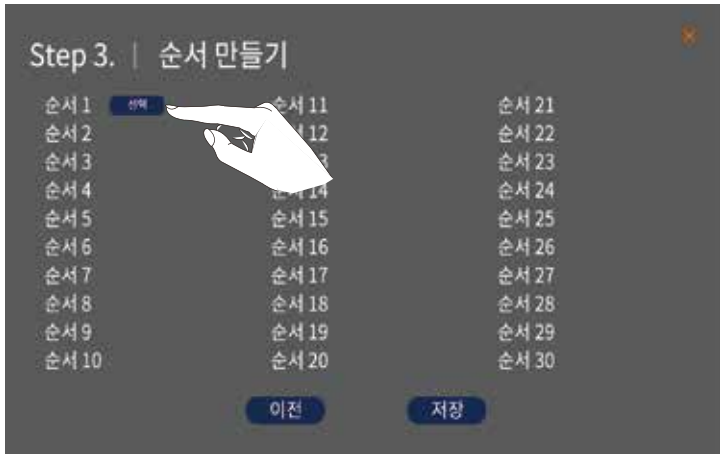 Step 3. | 순서 만들기
순서 1 선택
순서 2
순서 3
순서 4
순서 5
순서 6
순서 7
순서 8
순서 9
순서 10
순서 11
12
3
14
순서 15
순서 16
순서 17
순서 18
순서 19
순서 20
순서 21
순서 22
순서 23
순서 24
순서 25
순서 26
순서 27
순서 28
순서 29
순서 30
이전
저장